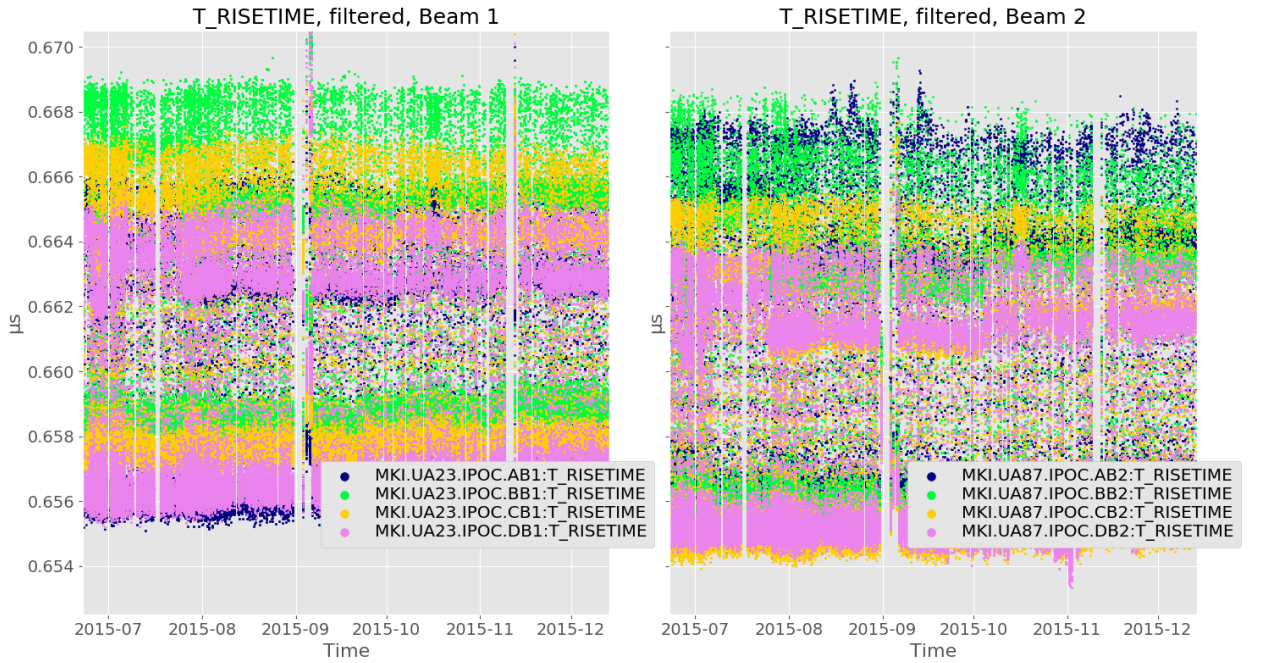 T_RISETIME, filtered, Beam 1
0.670
0.668
0.666
0.664
0.662
0.660
0.658
0.656
0.654
µs
2015-07 2015-08 2015-09 2015-10 2015-11 2015-12
Time
MKI.UA23.IPOC.AB1:T_RISETIME
MKI.UA23.IPOC.BB1:T_RISETIME
MKI.UA23.IPOC.CB1:T_RISETIME
MKI.UA23.IPOC.DB1:T_RISETIME
T_RISETIME, filtered, Beam 2
µs
2015-07 2015-08 2015-09 2015-10 2015-11 2015-12
Time
MKI.UA87.IPOC.AB2:T_RISETIME
MKI.UA87.IPOC.BB2:T_RISETIME
MKI.UA87.IPOC.CB2:T_RISETIME
MKI.UA87.IPOC.DB2:T_RISETIME